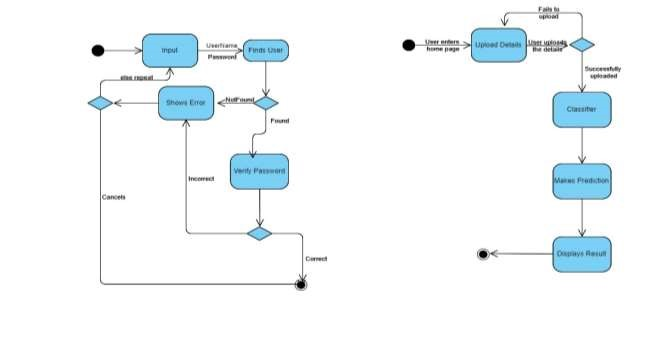 Input
Username,
Password
Finds User
else repeat
Shows Error
NotFound
Found
Verify Password
Incorrect
Cancels
Correct
Fails to
upload
User enters
home page
Upload Details
User uploads
the details
Successfully
uploaded
Classifier
Makes Prediction
Displays Result